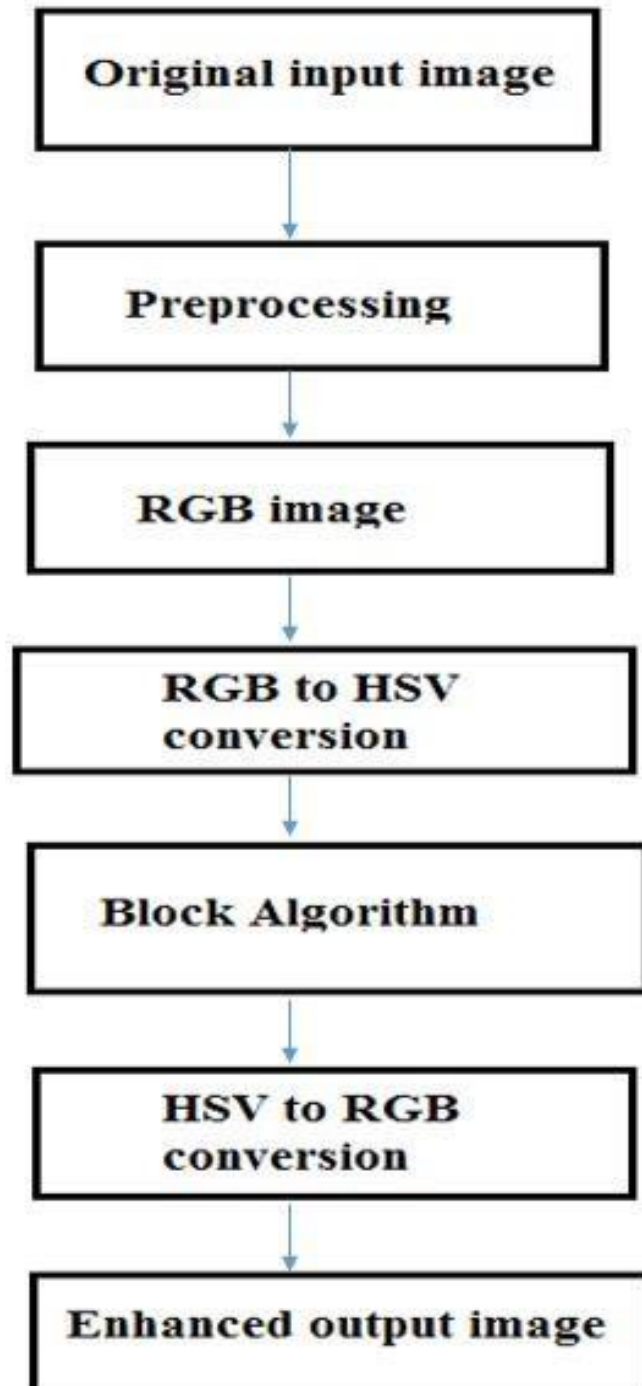 Original input image
Preprocessing
RGB image
RGB to HSV
conversion
Block Algorithm
HSV to RGB
conversion
Enhanced output image